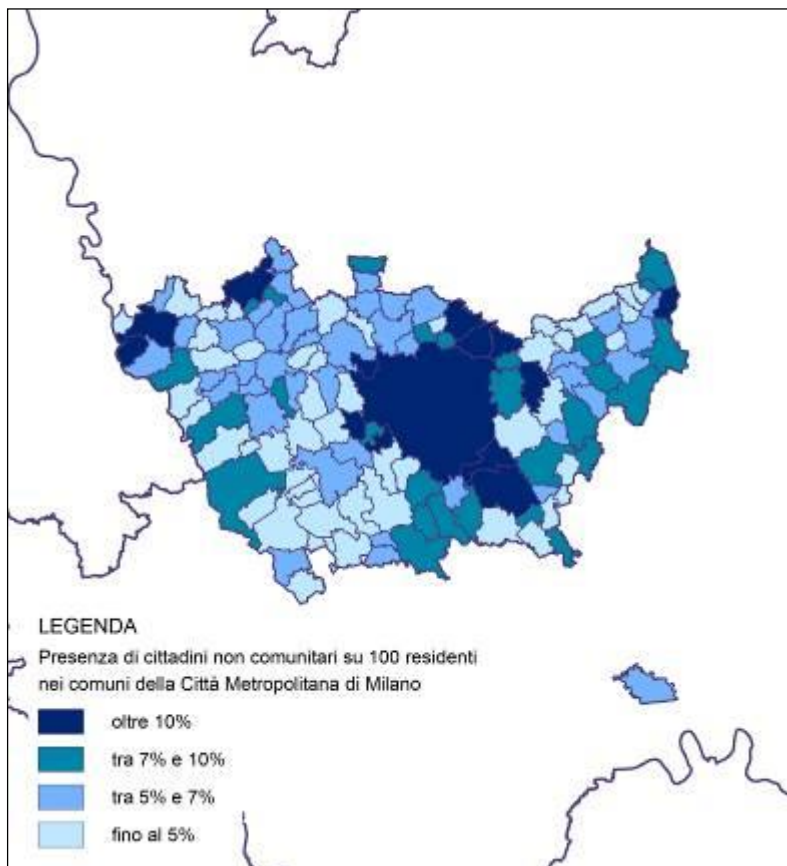 LEGENDA
Presenza di cittadini non comunitari su 100 residenti
nei comuni della Città Metropolitana di Milano
oltre 10%
tra 7% e 10%
tra 5% e 7%
fino al 5%